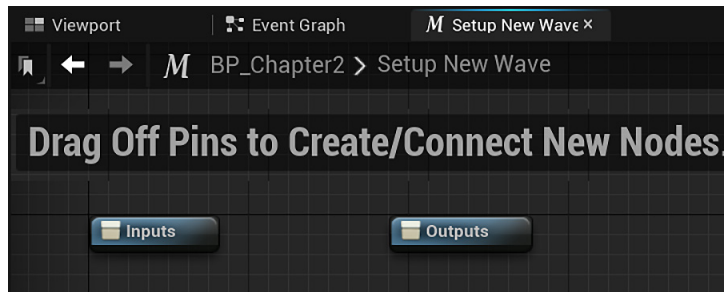 Viewport
Event Graph
M Setup New Wave ×
M BP_Chapter2 > Setup New Wave
Drag Off Pins to Create/Connect New Nodes.
Inputs
Outputs